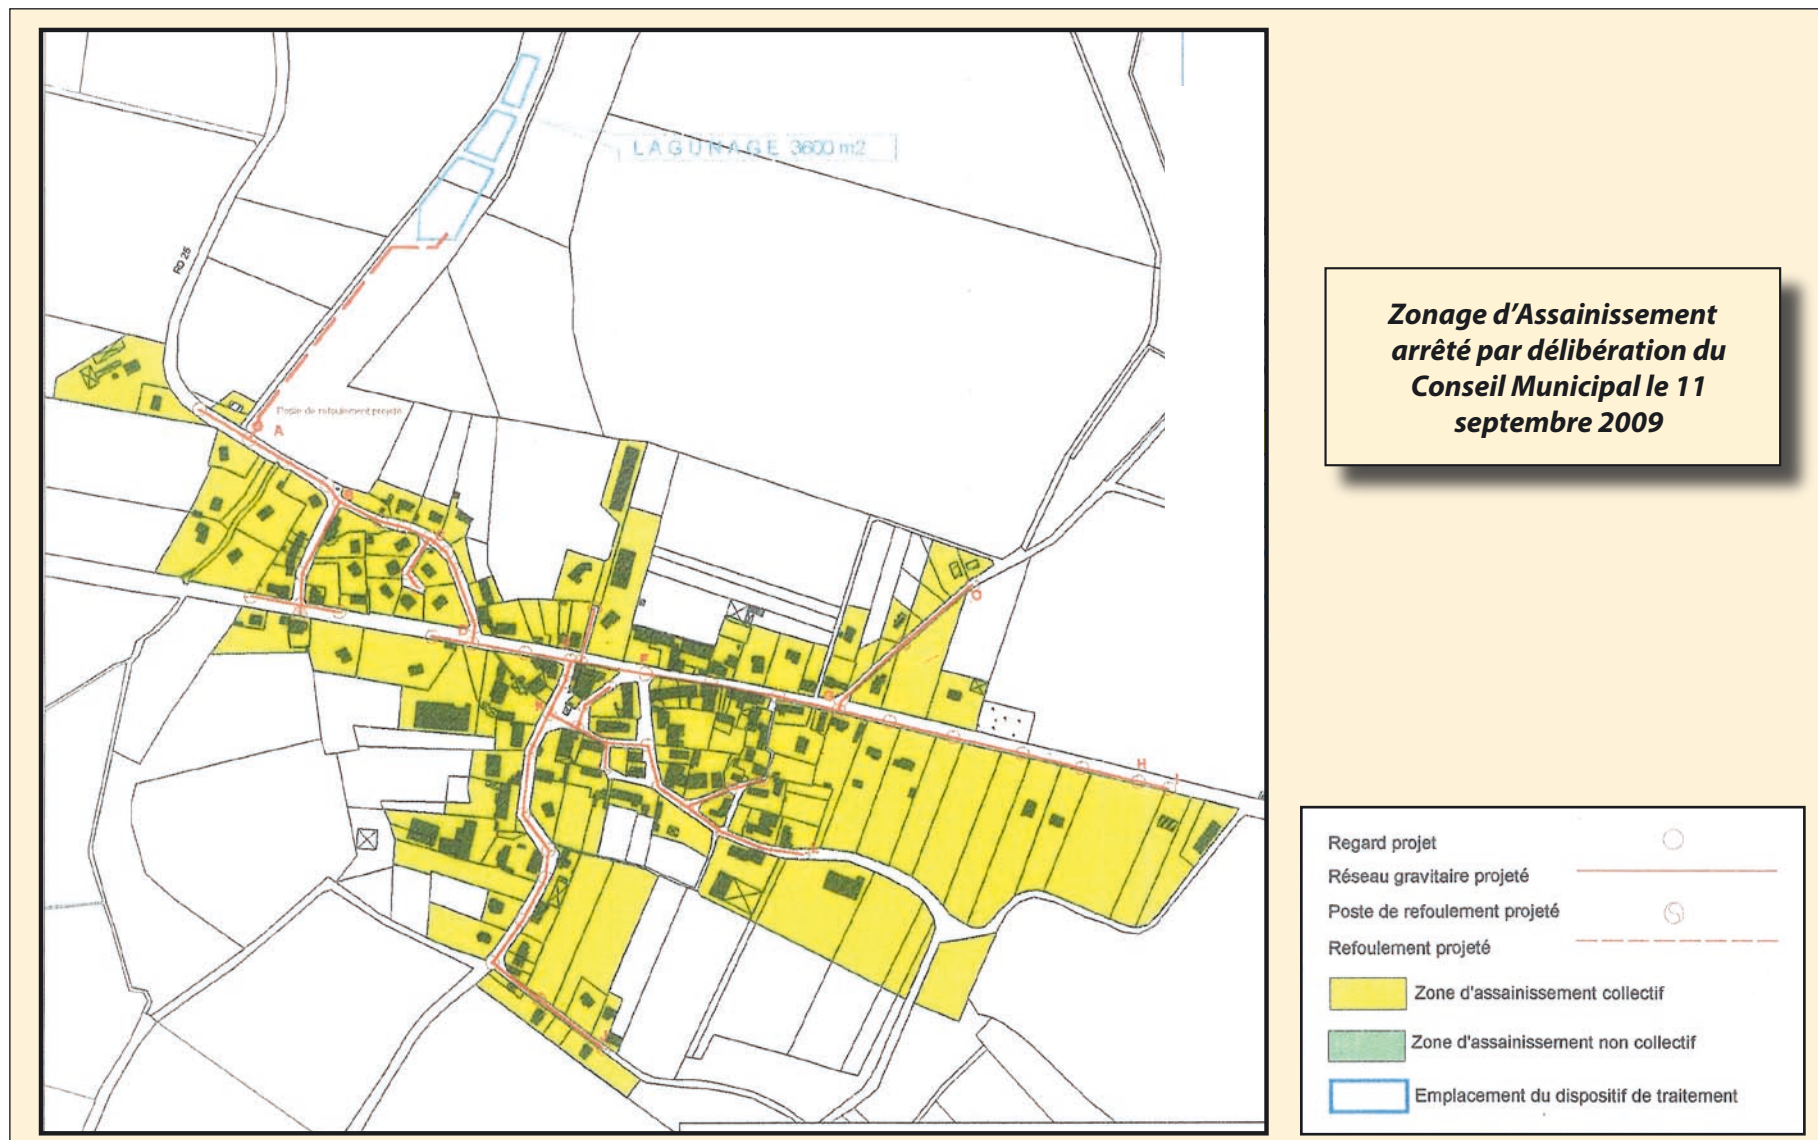 LAGUNAGE 3600 m2
RD 25
Poste de refoulement projeté
A
D
F
G
O
H
I
K
Zonage d'Assainissement
arrêté par délibération du
Conseil Municipal le 11
septembre 2009
Regard projet
Réseau gravitaire projeté
Poste de refoulement projeté
Refoulement projeté
Zone d'assainissement collectif
Zone d'assainissement non collectif
Emplacement du dispositif de traitement